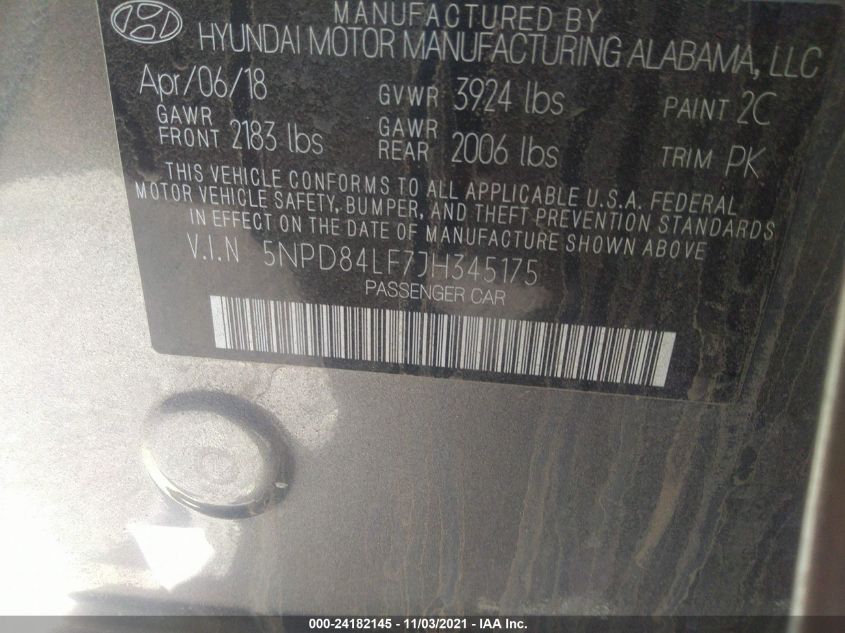 MANUFACTURED BY
HYUNDAI MOTOR MANUFACTURING ALABAMA, LLC
Apr/06/18 GVWR 3924 lbs PAINT 2C
GAWR FRONT 2183 lbs GAWR REAR 2006 lbs TRIM PK
THIS VEHICLE CONFORMS TO ALL APPLICABLE U.S.A. FEDERAL
MOTOR VEHICLE SAFETY, BUMPER, AND THEFT PREVENTION STANDARDS
IN EFFECT ON THE DATE OF MANUFACTURE SHOWN ABOVE
V.I.N 5NPD84LF7JH345175
PASSENGER CAR
000-24182145 - 11/03/2021 - © IAA Inc.